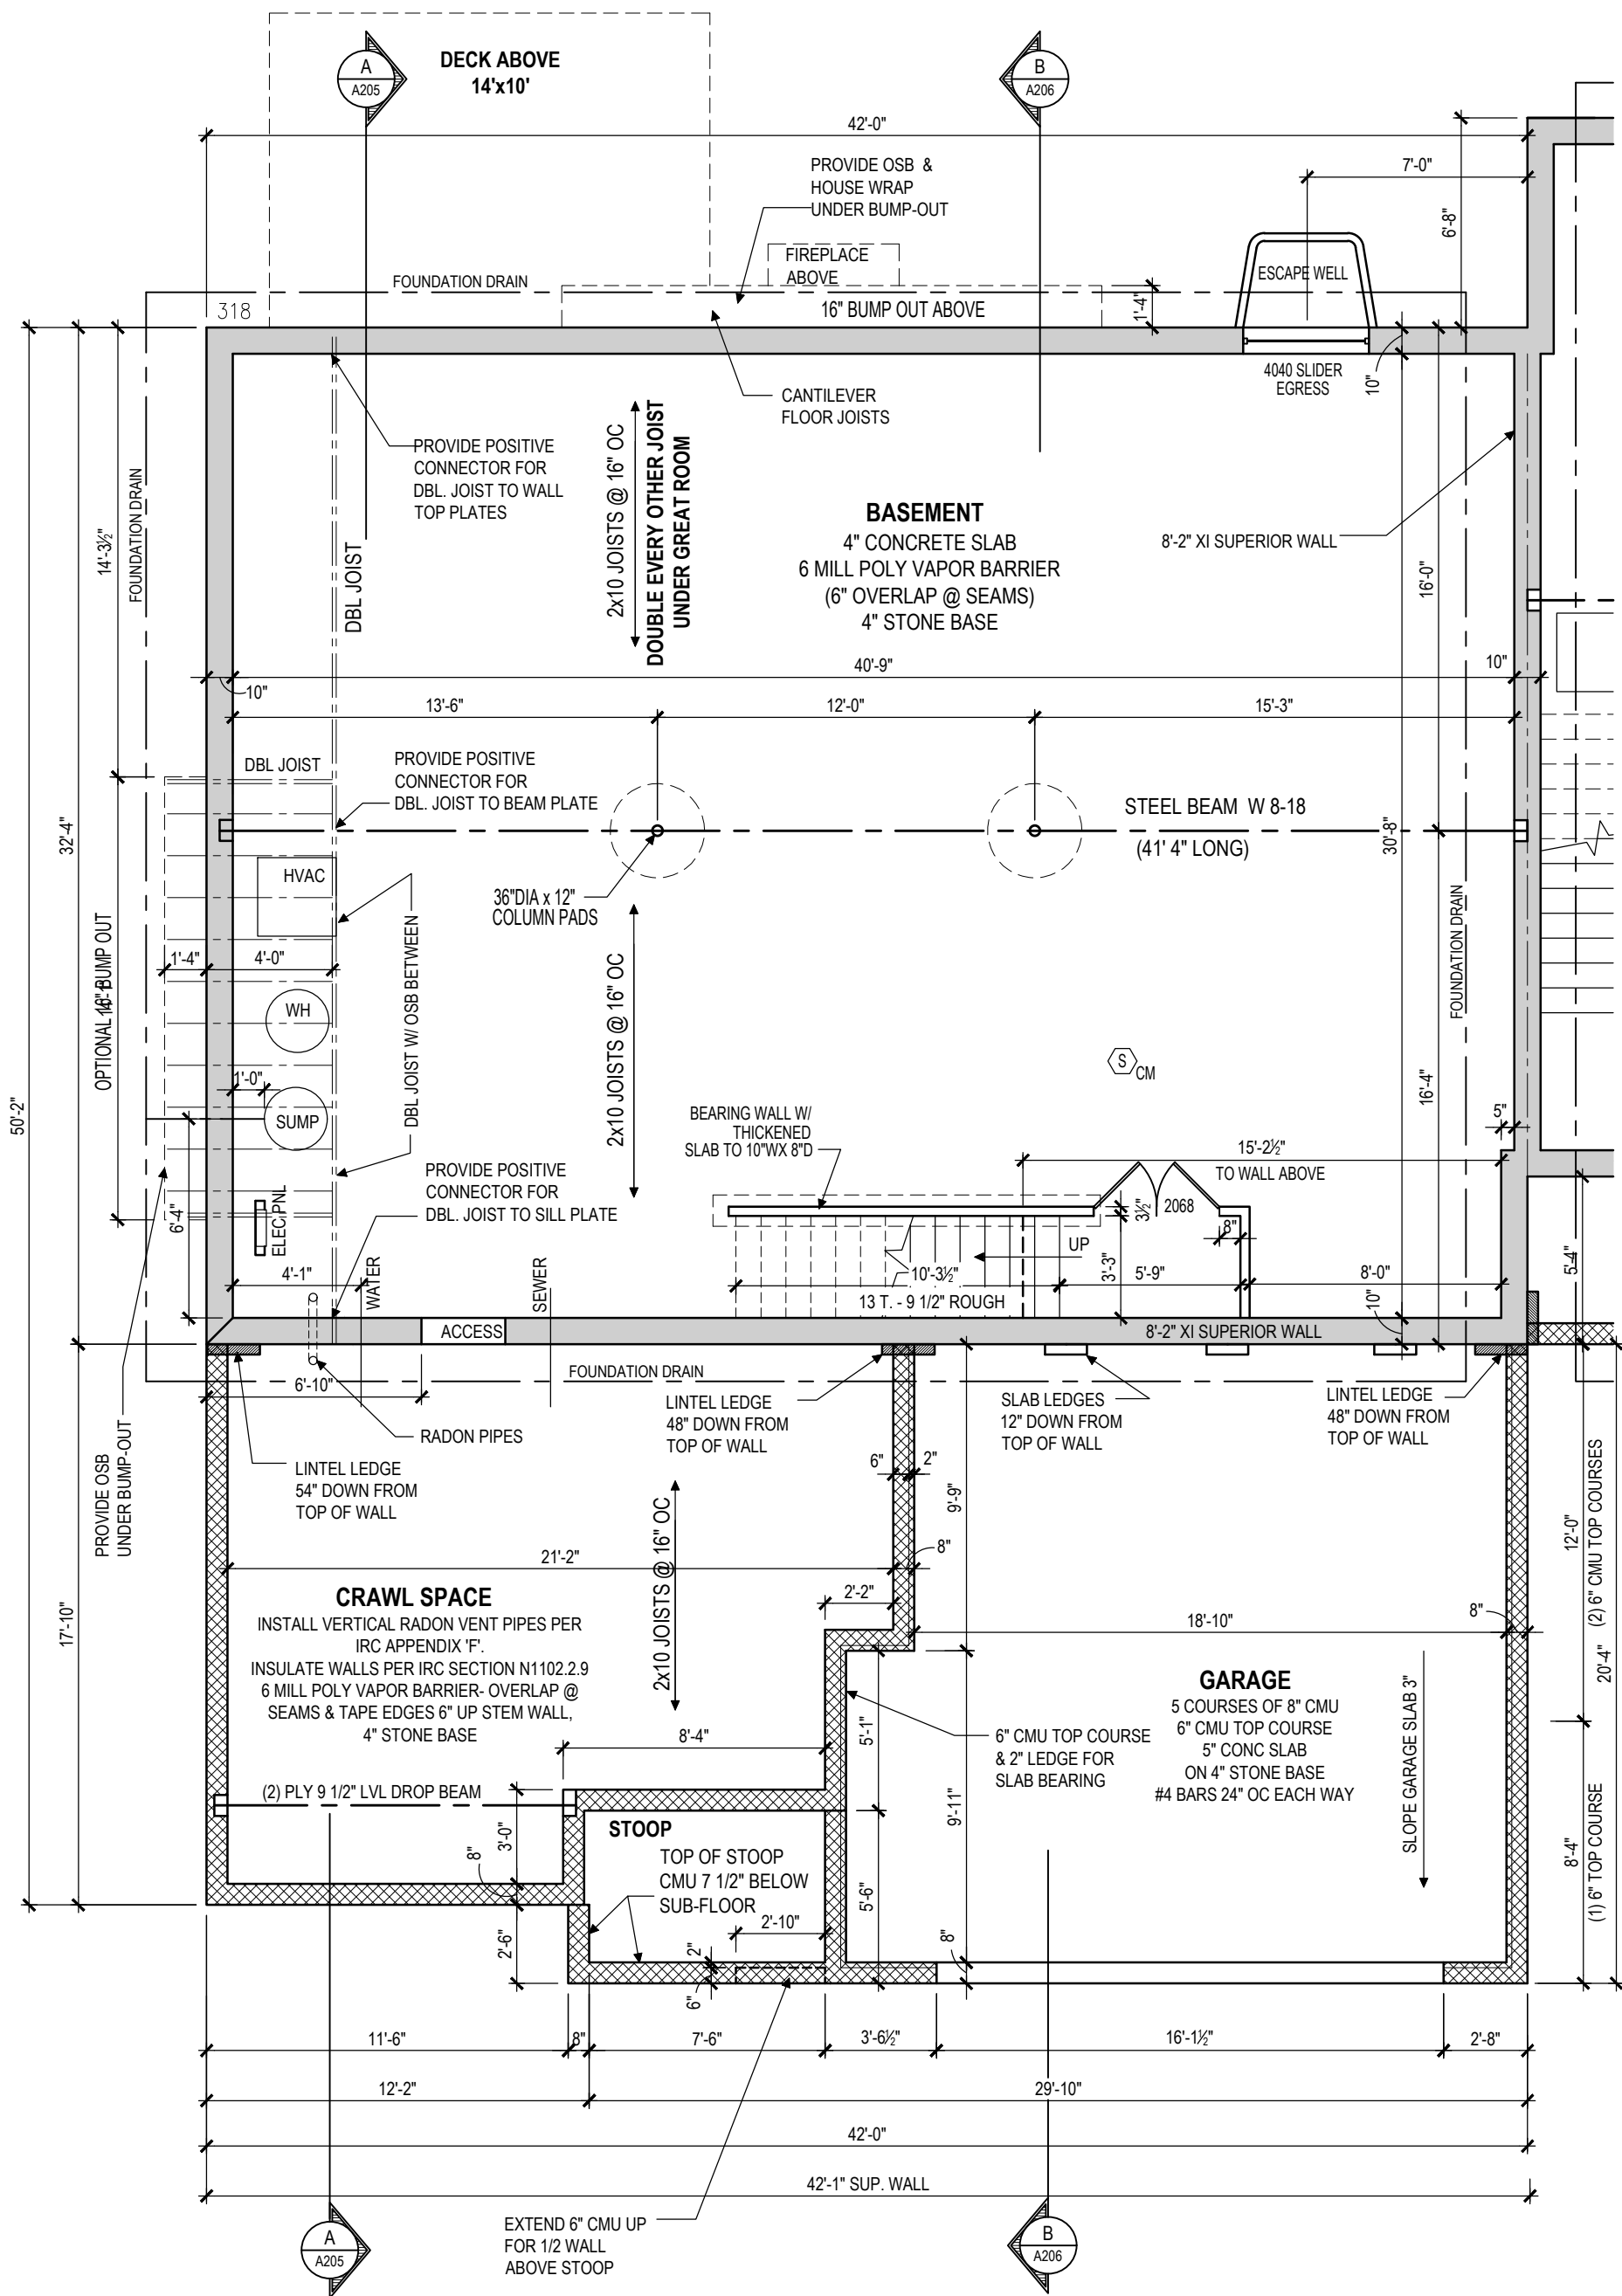 A
A205
DECK ABOVE
14'x10'
B
A206
42'-0"
7'-0"
6'-8"
PROVIDE OSB &
HOUSE WRAP
UNDER BUMP-OUT
FIREPLACE
ABOVE
ESCAPE WELL
FOUNDATION DRAIN
318
16" BUMP OUT ABOVE
1'-4"
4040 SLIDER
EGRESS
10"
CANTILEVER
FLOOR JOISTS
PROVIDE POSITIVE
CONNECTOR FOR
DBL. JOIST TO WALL
TOP PLATES
2x10 JOISTS @ 16" OC
DOUBLE EVERY OTHER JOIST
UNDER GREAT ROOM
BASEMENT
4" CONCRETE SLAB
6 MILL POLY VAPOR BARRIER
(6" OVERLAP @ SEAMS)
4" STONE BASE
8'-2" XI SUPERIOR WALL
FOUNDATION DRAIN
14'-3½"
DBL JOIST
16'-0"
40'-9"
10"
10"
13'-6"
12'-0"
15'-3"
DBL JOIST
PROVIDE POSITIVE
CONNECTOR FOR
DBL. JOIST TO BEAM PLATE
STEEL BEAM W 8-18
(41' 4" LONG)
30'-8"
32'-4"
HVAC
36"DIA x 12"
COLUMN PADS
OPTIONAL 16" BUMP OUT
1'-4"
4'-0"
DBL JOIST W/ OSB BETWEEN
2x10 JOISTS @ 16" OC
FOUNDATION DRAIN
WH
50'-2"
1'-0"
SUMP
S
CM
16'-4"
BEARING WALL W/
THICKENED
SLAB TO 10"WX 8"D
5"
15'-2½"
TO WALL ABOVE
PROVIDE POSITIVE
CONNECTOR FOR
DBL. JOIST TO SILL PLATE
6'-4"
ELEC PNL
3½"
2068
8"
UP
4'-1"
WATER
SEWER
10'-3½"
3'-3"
5'-9"
8'-0"
5'-4"
13 T. - 9 1/2" ROUGH
10"
ACCESS
8'-2" XI SUPERIOR WALL
FOUNDATION DRAIN
6'-10"
LINTEL LEDGE
48" DOWN FROM
TOP OF WALL
SLAB LEDGES
12" DOWN FROM
TOP OF WALL
LINTEL LEDGE
48" DOWN FROM
TOP OF WALL
RADON PIPES
LINTEL LEDGE
54" DOWN FROM
TOP OF WALL
PROVIDE OSB
UNDER BUMP-OUT
6"
2"
9'-9"
2x10 JOISTS @ 16" OC
8"
21'-2"
12'-0"
(2) 6" CMU TOP COURSES
CRAWL SPACE
INSTALL VERTICAL RADON VENT PIPES PER
IRC APPENDIX 'F'.
INSULATE WALLS PER IRC SECTION N1102.2.9
6 MILL POLY VAPOR BARRIER- OVERLAP @
SEAMS & TAPE EDGES 6" UP STEM WALL,
4" STONE BASE
2'-2"
18'-10"
8"
17'-10"
20'-4"
GARAGE
5 COURSES OF 8" CMU
6" CMU TOP COURSE
5" CONC SLAB
ON 4" STONE BASE
#4 BARS 24" OC EACH WAY
SLOPE GARAGE SLAB 3"
6" CMU TOP COURSE
& 2" LEDGE FOR
SLAB BEARING
5'-1"
8'-4"
(2) PLY 9 1/2" LVL DROP BEAM
9'-11"
3'-0"
8"
STOOP
TOP OF STOOP
CMU 7 1/2" BELOW
SUB-FLOOR
8'-4"
(1) 6" TOP COURSE
5'-6"
2'-10"
2'-6"
2"
6"
8"
11'-6"
8"
7'-6"
3'-6½"
16'-1½"
2'-8"
12'-2"
29'-10"
42'-0"
42'-1" SUP. WALL
EXTEND 6" CMU UP
FOR 1/2 WALL
ABOVE STOOP
A
A205
B
A206